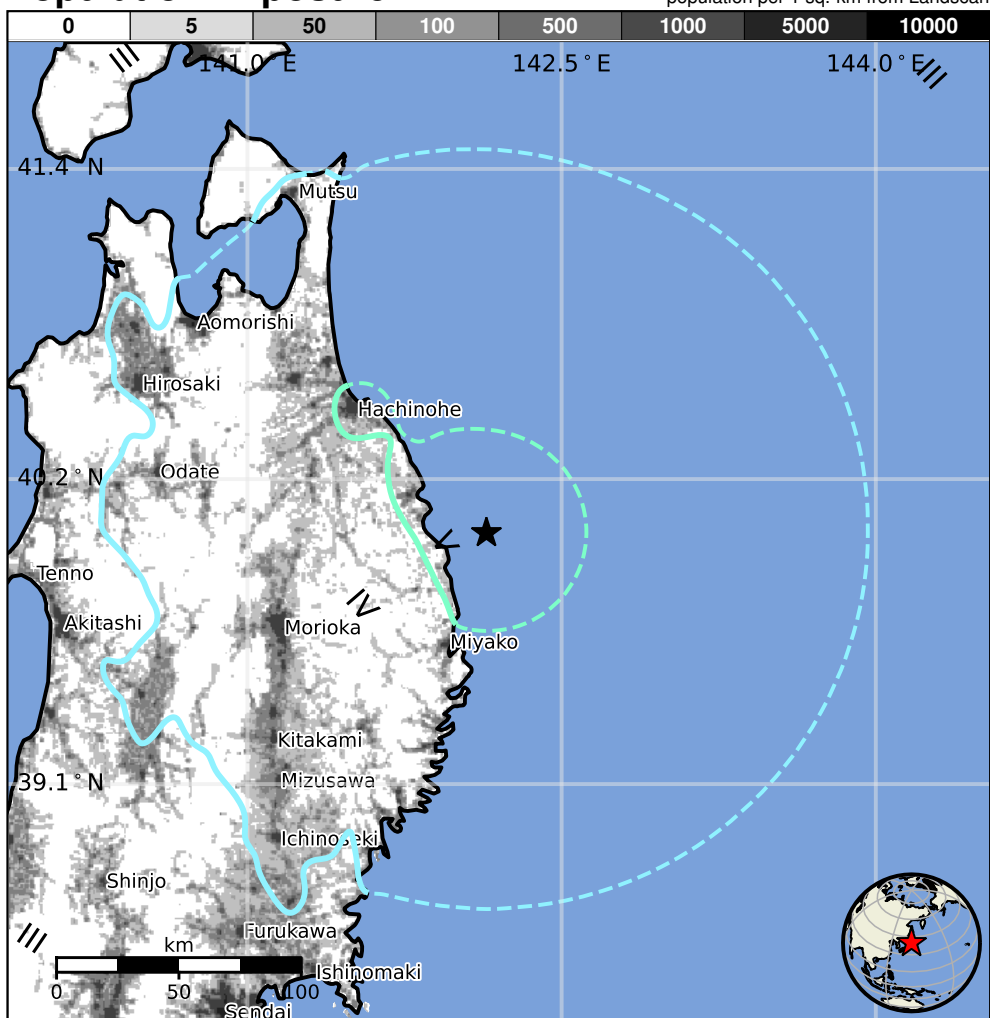 population per 1 sq. km from Landscan
0 5 50 100 500 1000 5000 10000
III 141.0°E 142.5°E 144.0°E III
41.4°N
Mutsu
Aomorishi
Hirosaki
Hachinohe
Odate
40.2°N
V
Tenno
IV
Akitashi
Morioka
Miyako
Kitakami
Mizusawa
39.1°N
Ichinoseki
Shinjo
Furukawa
III
km
Ishinomaki
0 50 100
Sendai